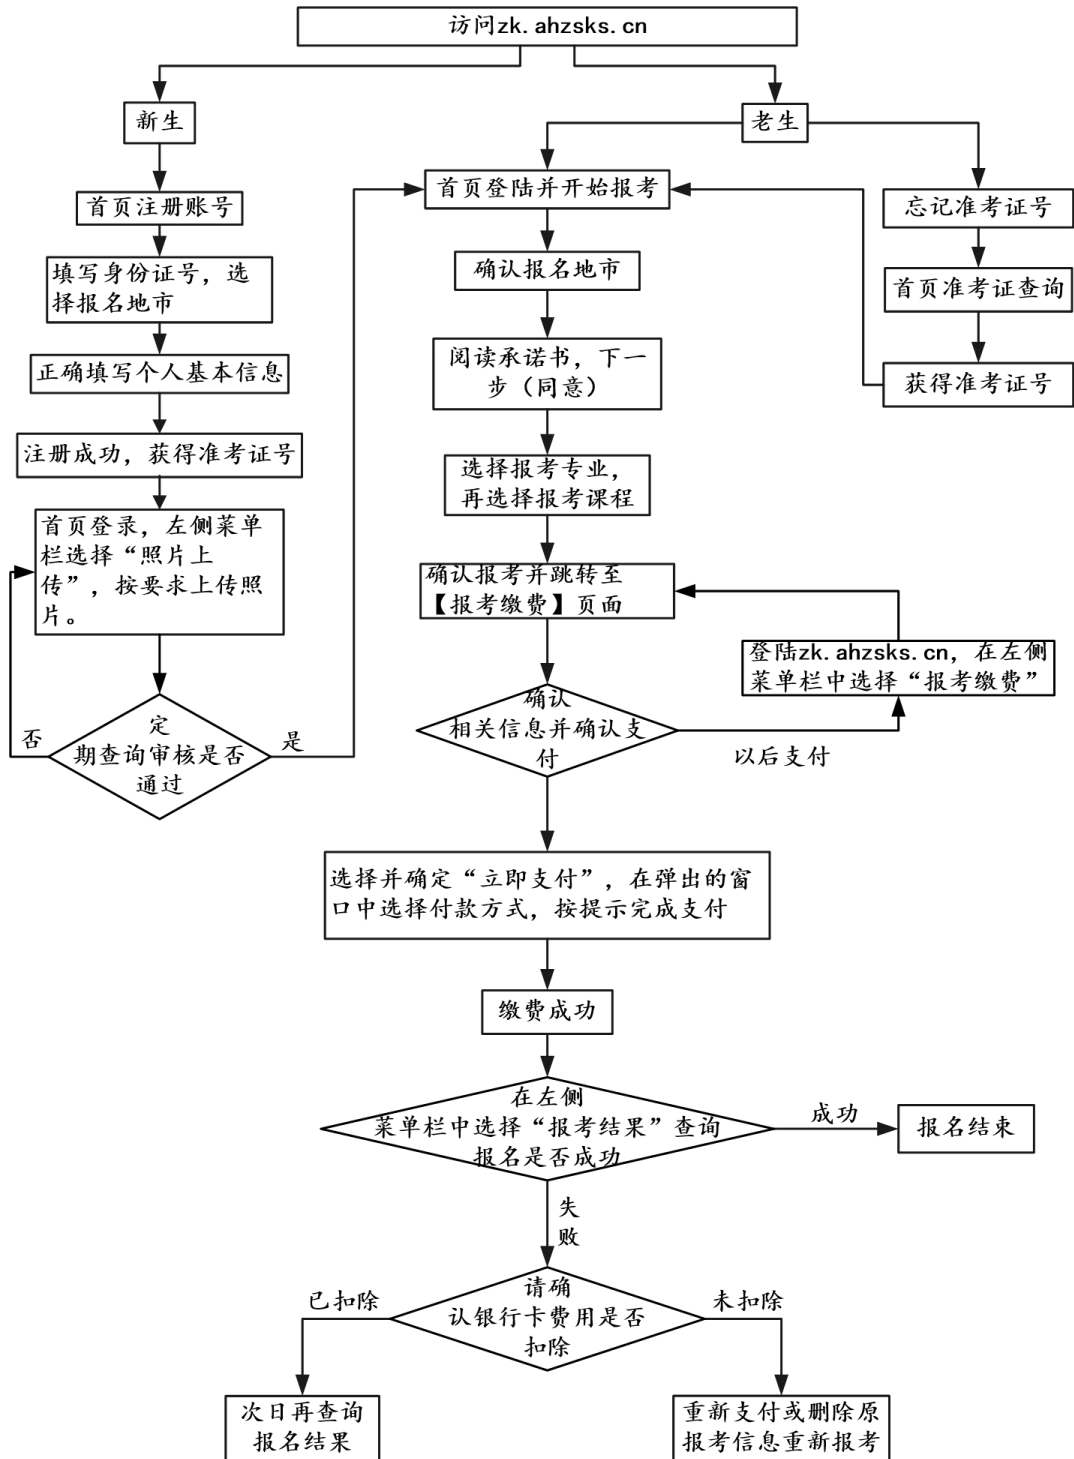 访问zk.ahzsks.cn
新生
老生
首页注册账号
首页登陆并开始报考
忘记准考证号
填写身份证号，选
择报名地市
确认报名地市
首页准考证查询
正确填写个人基本信息
阅读承诺书，下一
步（同意）
获得准考证号
注册成功，获得准考证号
选择报考专业，
再选择报考课程
首页登录，左侧菜单
栏选择“照片上
传”，按要求上传照
片。
确认报考并跳转至
【报考缴费】页面
登陆zk.ahzsks.cn，在左侧
菜单栏中选择“报考缴费”
定
期查询审核是否
通过
否
是
确认
相关信息并确认支
付
以后支付
选择并确定“立即支付”，在弹出的窗
口中选择付款方式，按提示完成支付
缴费成功
在左侧
菜单栏中选择“报考结果”查询
报名是否成功
成功
报名结束
失
败
请确
认银行卡费用是否
扣除
已扣除
未扣除
次日再查询
报名结果
重新支付或删除原
报考信息重新报考